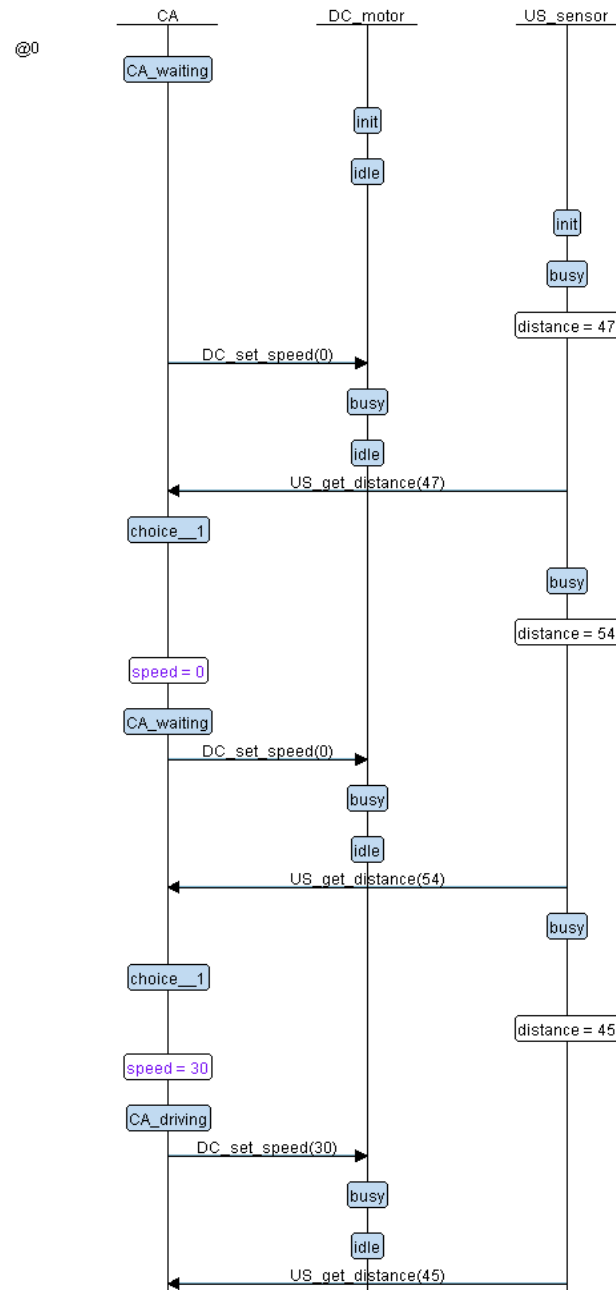 CA DC_motor US_sensor
@0
CA_waiting
init
idle
init
busy
distance = 47
DC_set_speed(0)
busy
idle
US_get_distance(47)
choice__1
busy
distance = 54
speed = 0
CA_waiting
DC_set_speed(0)
busy
idle
US_get_distance(54)
busy
choice__1
distance = 45
speed = 30
CA_driving
DC_set_speed(30)
busy
idle
US_get_distance(45)